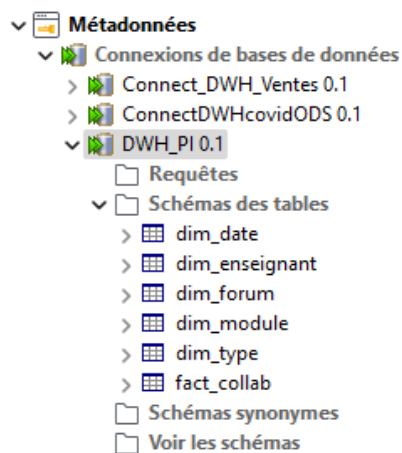 Métadonnées
Connexions de bases de données
Connect_DWH_Ventes 0.1
ConnectDWHcovidODS 0.1
DWH_PI 0.1
Requêtes
Schémas des tables
dim_date
dim_enseignant
dim_forum
dim_module
dim_type
fact_collab
Schémas synonymes
Voir les schémas